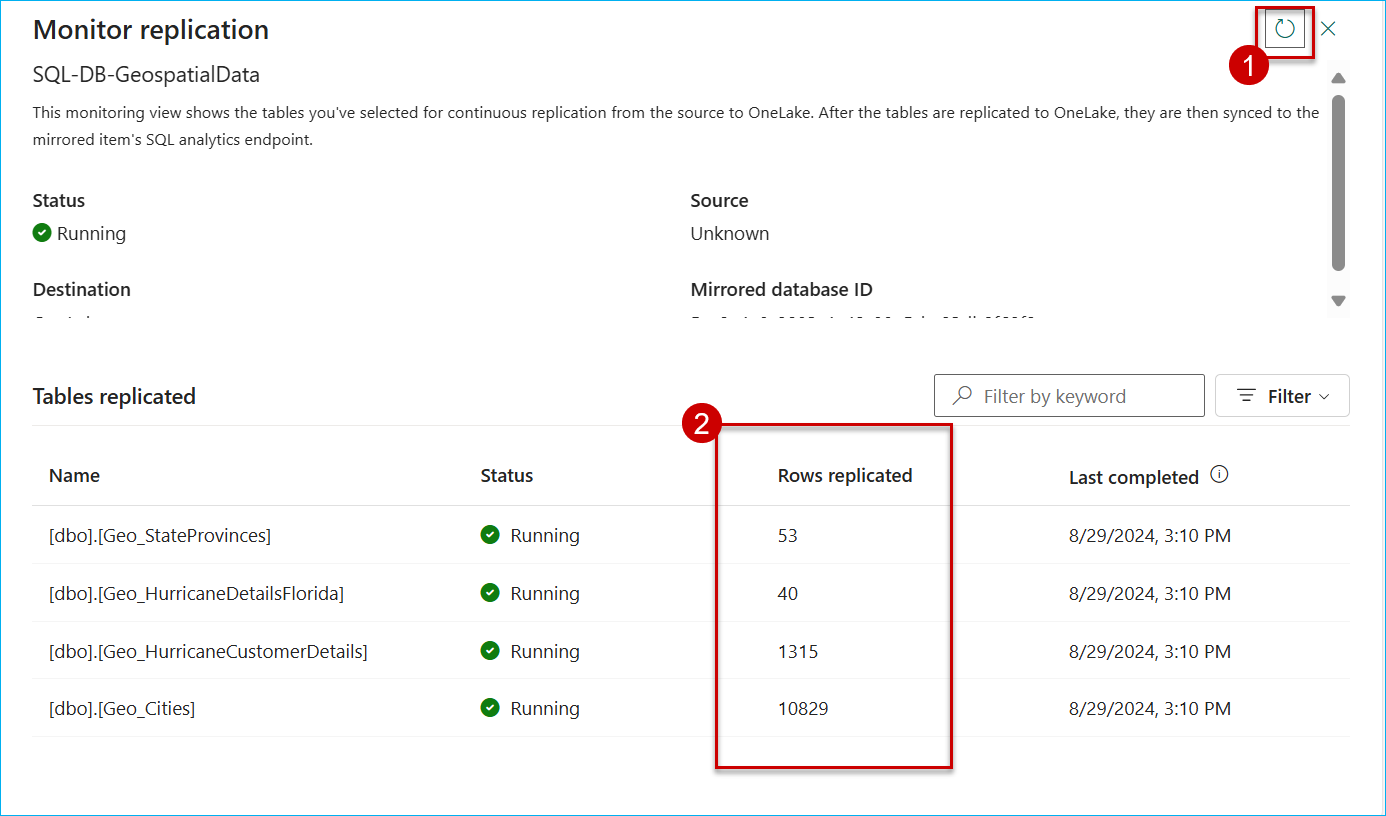 Monitor replication
1
SQL-DB-GeospatialData
This monitoring view shows the tables you've selected for continuous replication from the source to OneLake. After the tables are replicated to OneLake, they are then synced to the
mirrored item's SQL analytics endpoint.
Status Source
Running Unknown
Destination Mirrored database ID
Tables replicated Filter by keyword Filter
2
Name Status Rows replicated Last completed
[dbo].[Geo_StateProvinces] Running 53 8/29/2024, 3:10 PM
[dbo].[Geo_HurricaneDetailsFlorida] Running 40 8/29/2024, 3:10 PM
[dbo].[Geo_HurricaneCustomerDetails] Running 1315 8/29/2024, 3:10 PM
[dbo].[Geo_Cities] Running 10829 8/29/2024, 3:10 PM